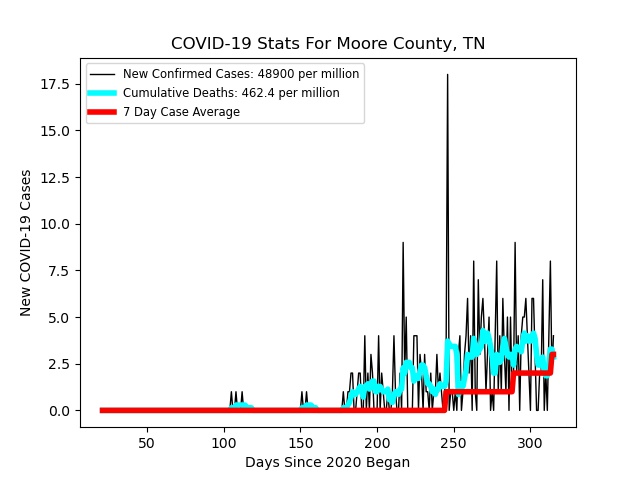 COVID-19 Stats For Moore County, TN
New Confirmed Cases: 48900 per million
Cumulative Deaths: 462.4 per million
7 Day Case Average
New COVID-19 Cases
17.5
15.0
12.5
10.0
7.5
5.0
2.5
0.0
50 100 150 200 250 300
Days Since 2020 Began